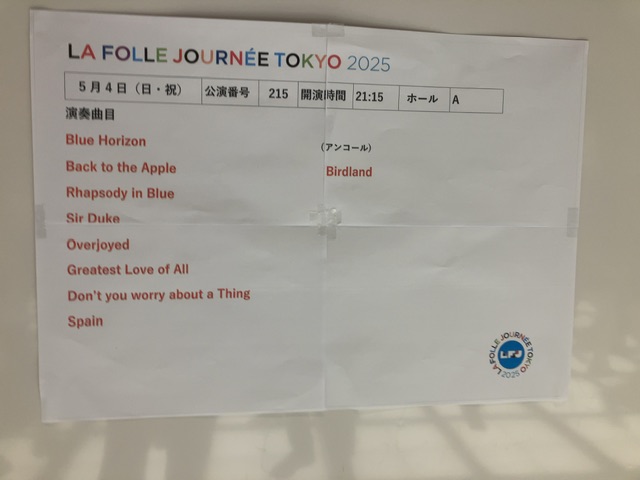 LA FOLLE JOURNÉE TOKYO 2025
5月4日（日・祝） 公演番号 215 開演時間 21:15 ホール A
演奏曲目
Blue Horizon
Back to the Apple
Rhapsody in Blue
Sir Duke
Overjoyed
Greatest Love of All
Don't you worry about a Thing
Spain
（アンコール）
Birdland
LA FOLLE JOURNÉE TOKYO
LFJ
2025